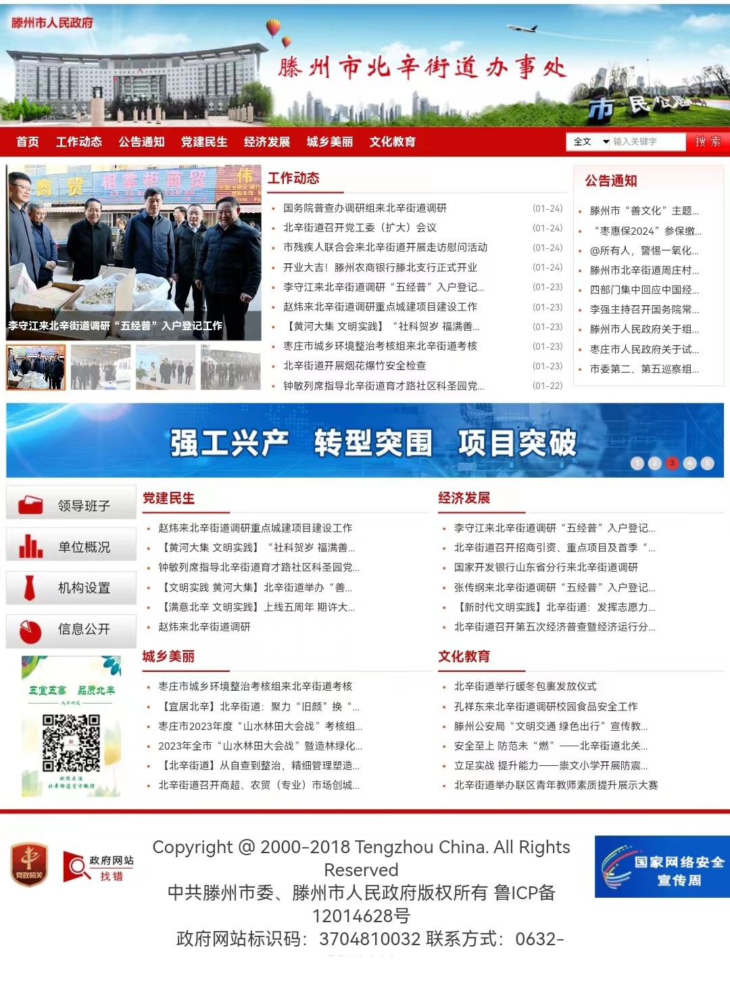 滕州市人民政府
滕州市北辛街道办事处
市民公园
首页 工作动态 公告通知 党建民生 经济发展 城乡美丽 文化教育
全文 输入关键字 搜索
商贸 相掌柜商贸 伟
李守江来北辛街道调研“五经普”入户登记工作
工作动态
国务院普查办调研组来北辛街道调研 (01-24)
北辛街道召开党工委（扩大）会议 (01-24)
市残疾人联合会来北辛街道开展走访慰问活动 (01-24)
开业大吉！滕州农商银行滕北支行正式开业 (01-24)
李守江来北辛街道调研“五经普”入户登记... (01-23)
赵炜来北辛街道调研重点城建项目建设工作 (01-23)
【黄河大集 文明实践】“社科贺岁 福满善... (01-23)
枣庄市城乡环境整治考核组来北辛街道考核 (01-23)
北辛街道开展烟花爆竹安全检查 (01-23)
钟敏列席指导北辛街道育才路社区科圣园党... (01-22)
公告通知
滕州市“善文化”主题...
“枣惠保2024”参保缴...
@所有人，警惕一氧化...
滕州市北辛街道周庄村...
四部门集中回应中国经...
李强主持召开国务院常...
滕州市人民政府关于组...
枣庄市人民政府关于试...
市委第二、第五巡察组...
强工兴产 转型突围 项目突破
1 2 3 4 5
领导班子
单位概况
机构设置
信息公开
五宜五高 品质北辛
北辛街道
欢迎关注
北辛街道官方微信
党建民生
赵炜来北辛街道调研重点城建项目建设工作
【黄河大集 文明实践】“社科贺岁 福满善...
钟敏列席指导北辛街道育才路社区科圣园党...
【文明实践 黄河大集】北辛街道举办“善...
【满意北辛 文明实践】上线五周年 期许大...
赵炜来北辛街道调研
经济发展
李守江来北辛街道调研“五经普”入户登记...
北辛街道召开招商引资、重点项目及首季“...
国家开发银行山东省分行来北辛街道调研
张传纲来北辛街道调研“五经普”入户登记...
【新时代文明实践】北辛街道：发挥志愿力...
北辛街道召开第五次经济普查暨经济运行分...
城乡美丽
枣庄市城乡环境整治考核组来北辛街道考核
【宜居北辛】北辛街道：聚力“旧颜”换“...
枣庄市2023年度“山水林田大会战”考核组...
2023年全市“山水林田大会战”暨造林绿化...
【北辛街道】从自查到整治，精细管理塑造...
北辛街道召开商超、农贸（专业）市场创城...
文化教育
北辛街道举行暖冬包裹发放仪式
孔祥东来北辛街道调研校园食品安全工作
滕州公安局“文明交通 绿色出行”宣传教...
安全至上 防范未“燃”——北辛街道北关...
立足实战 提升能力——崇文小学开展防震...
北辛街道举办联区青年教师素质提升展示大赛
党政机关
政府网站
找错
Copyright @ 2000-2018 Tengzhou China. All Rights
Reserved
中共滕州市委、滕州市人民政府版权所有 鲁ICP备
12014628号
政府网站标识码：3704810032 联系方式：0632-
国家网络安全
宣传周